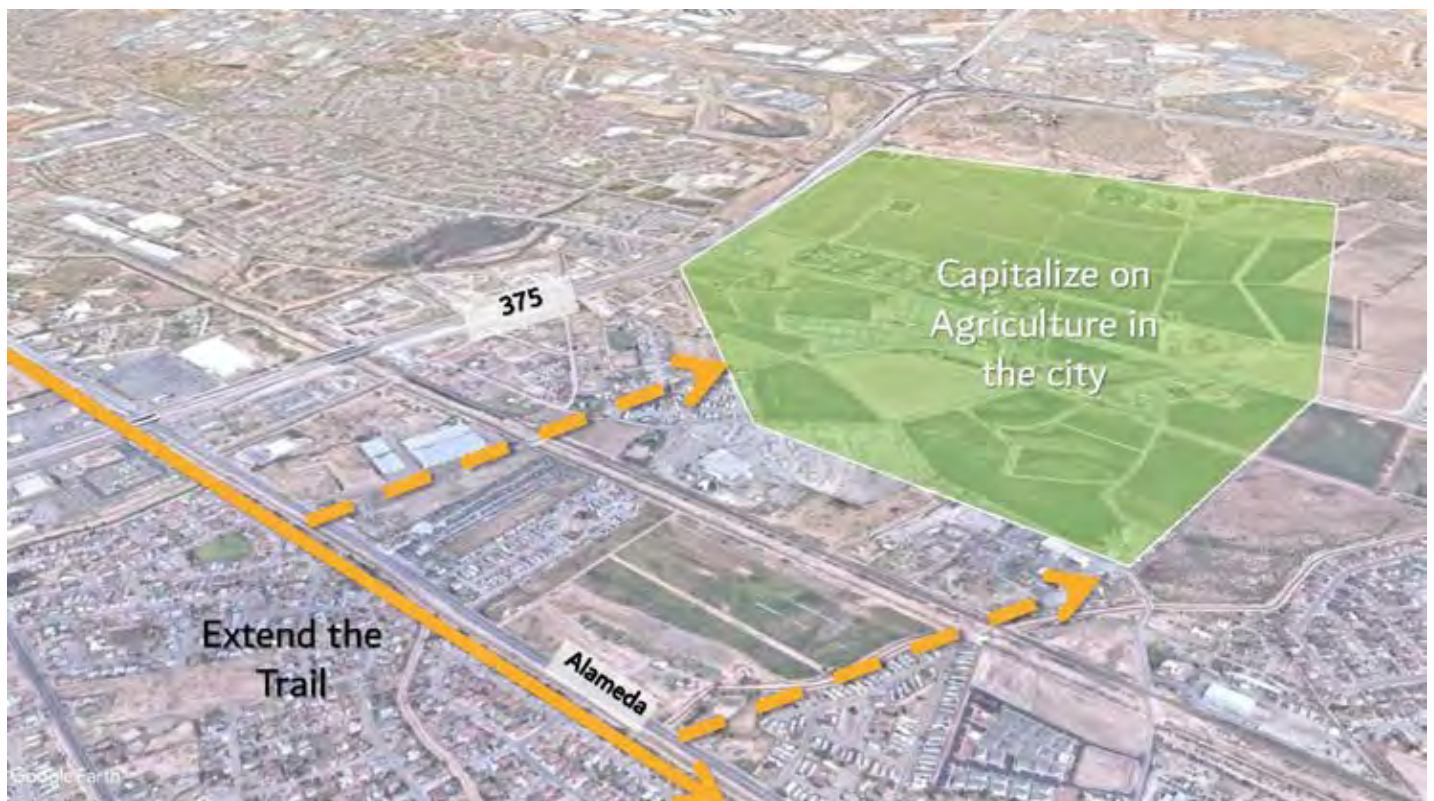 375
Capitalize on
Agriculture in
the city
Extend the
Trail
Alameda
Google Earth